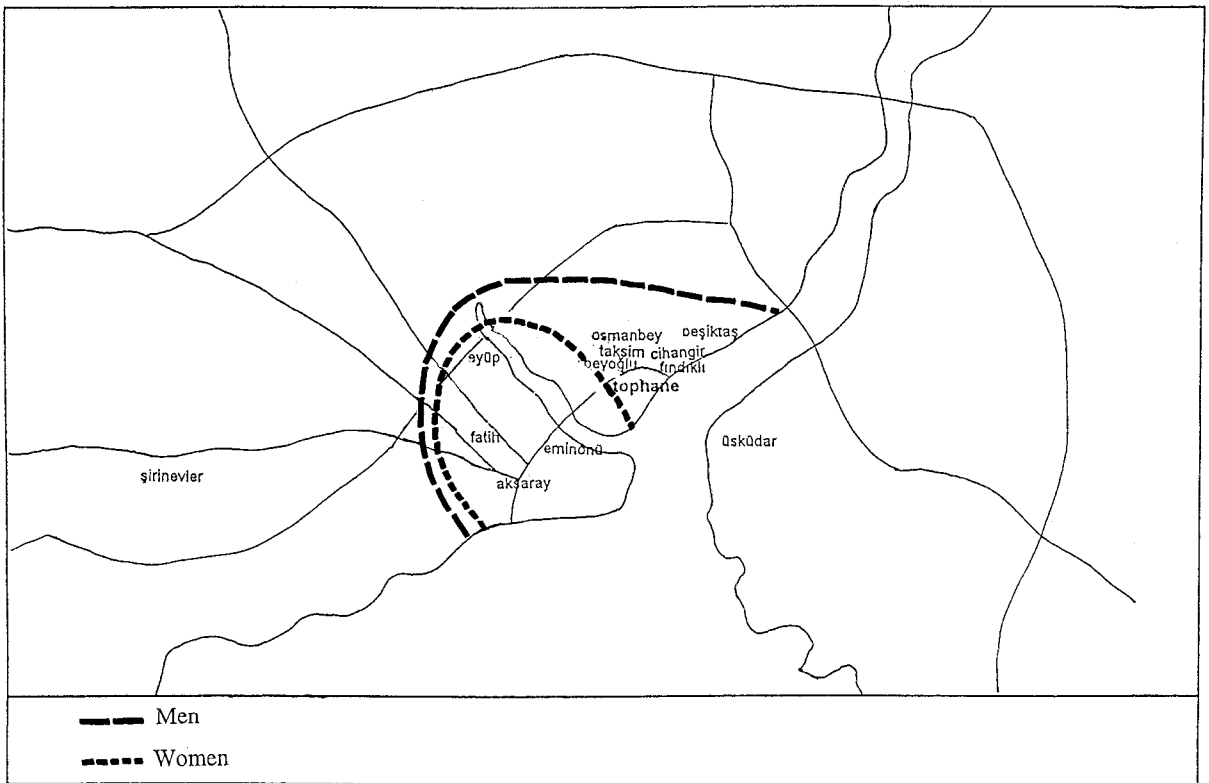 osmanbey
beşiktaş
taksim cihangir
beyoğlu fındıklı
tophane
eyüp
fatih
eminönü
üsküdar
aksaray
şirinevler
Men
Women